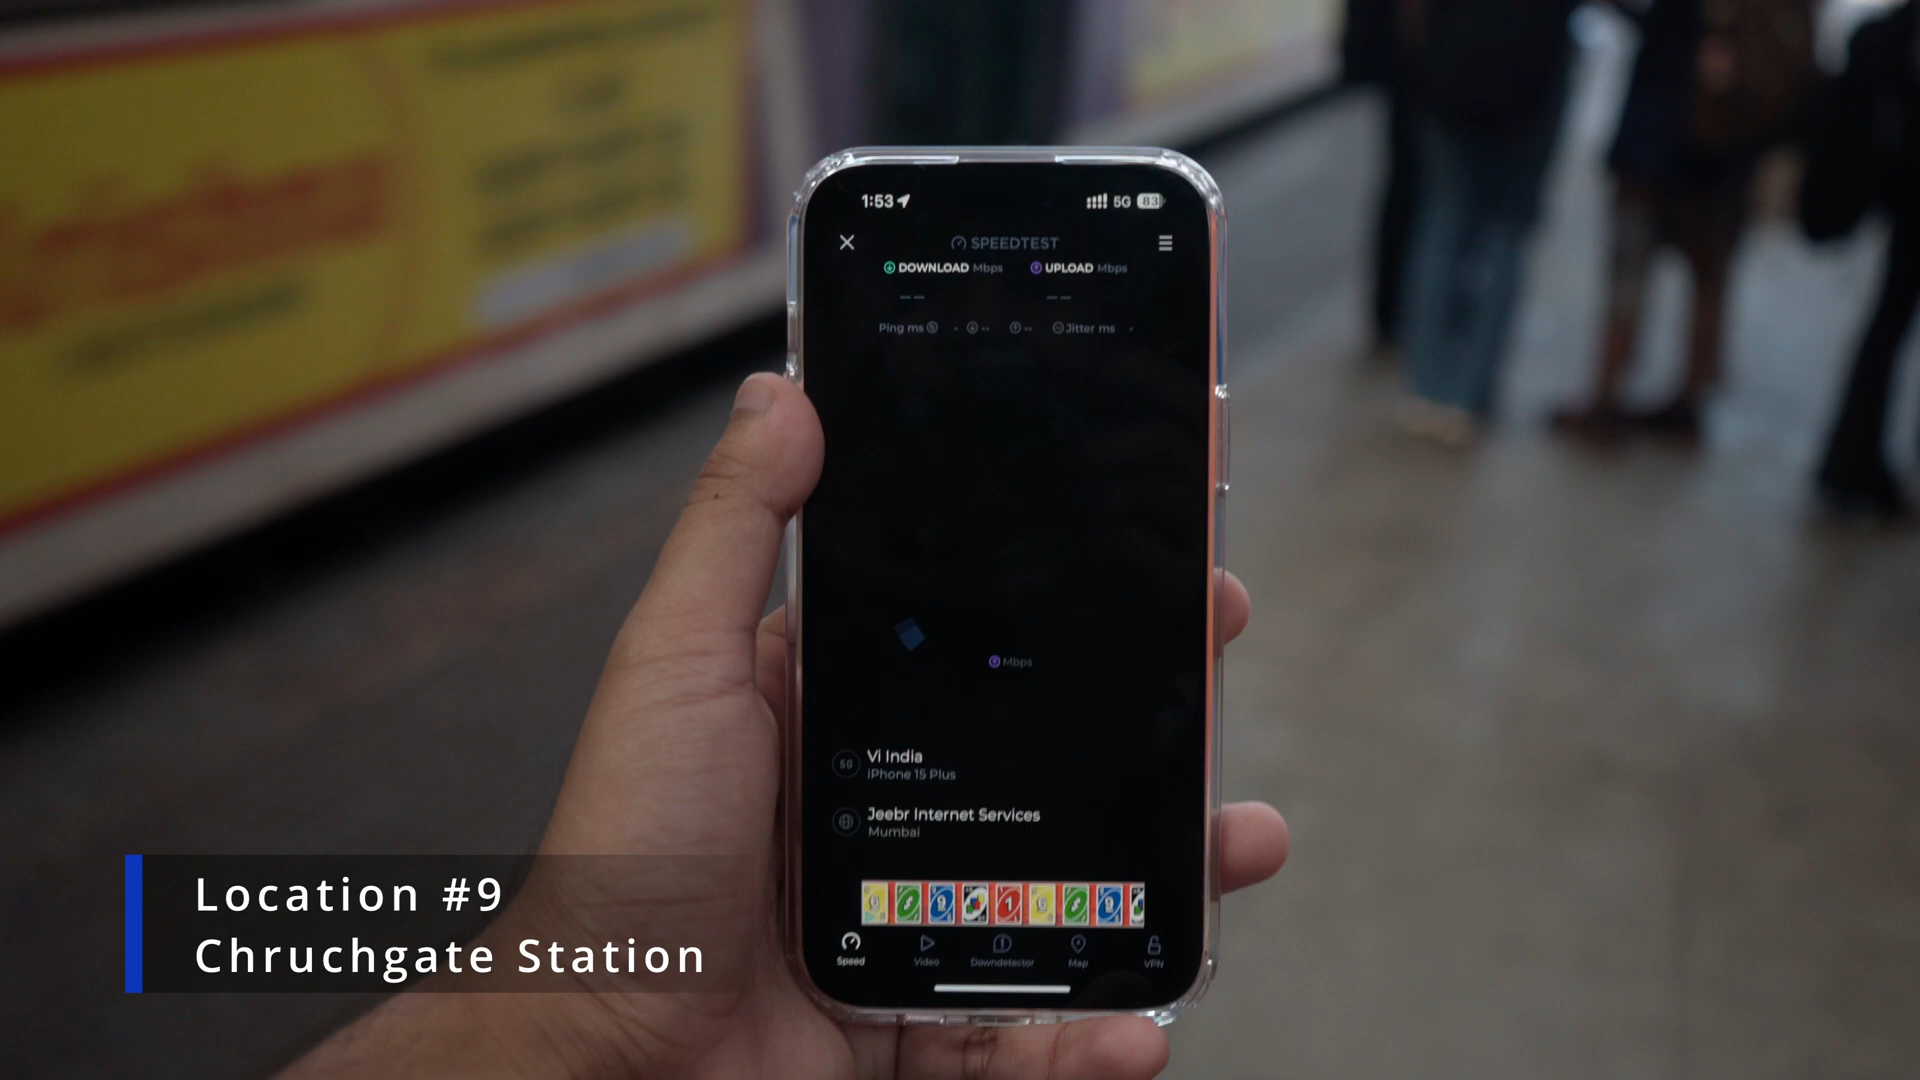 1:53 5G 83
SPEEDTEST
DOWNLOAD Mbps UPLOAD Mbps
-- --
Ping ms - -- -- Jitter ms -
Mbps
5G Vi India
iPhone 15 Plus
Jeebr Internet Services
Mumbai
Speed Video Downdetector Map VPN
Location #9
Chruchgate Station